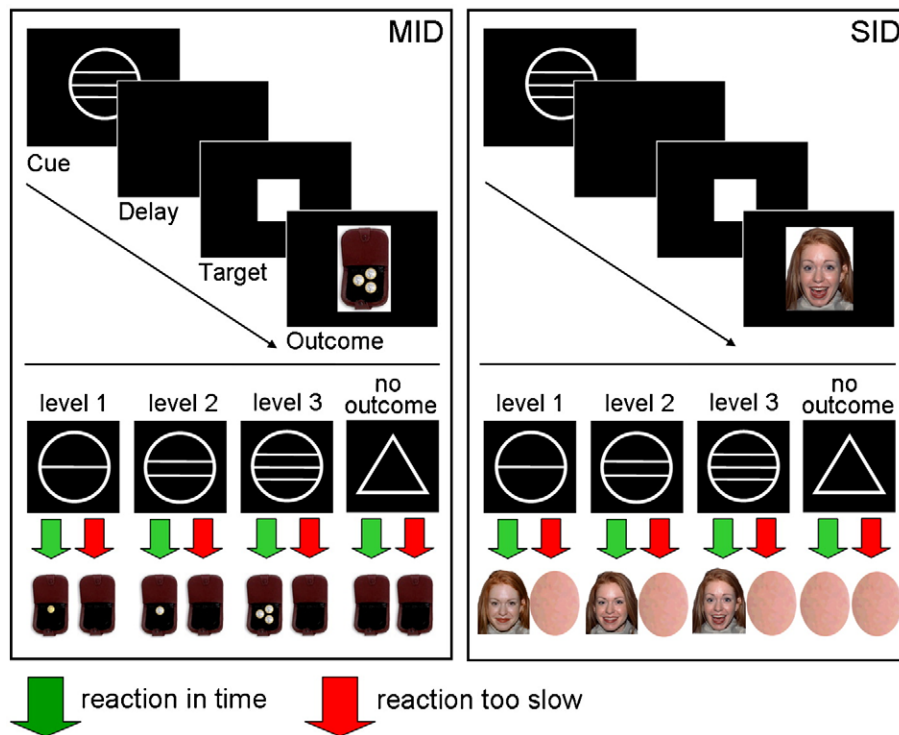 MID
Cue
Delay
Target
Outcome
level 1
level 2
level 3
no
outcome
SID
level 1
level 2
level 3
no
outcome
reaction in time
reaction too slow